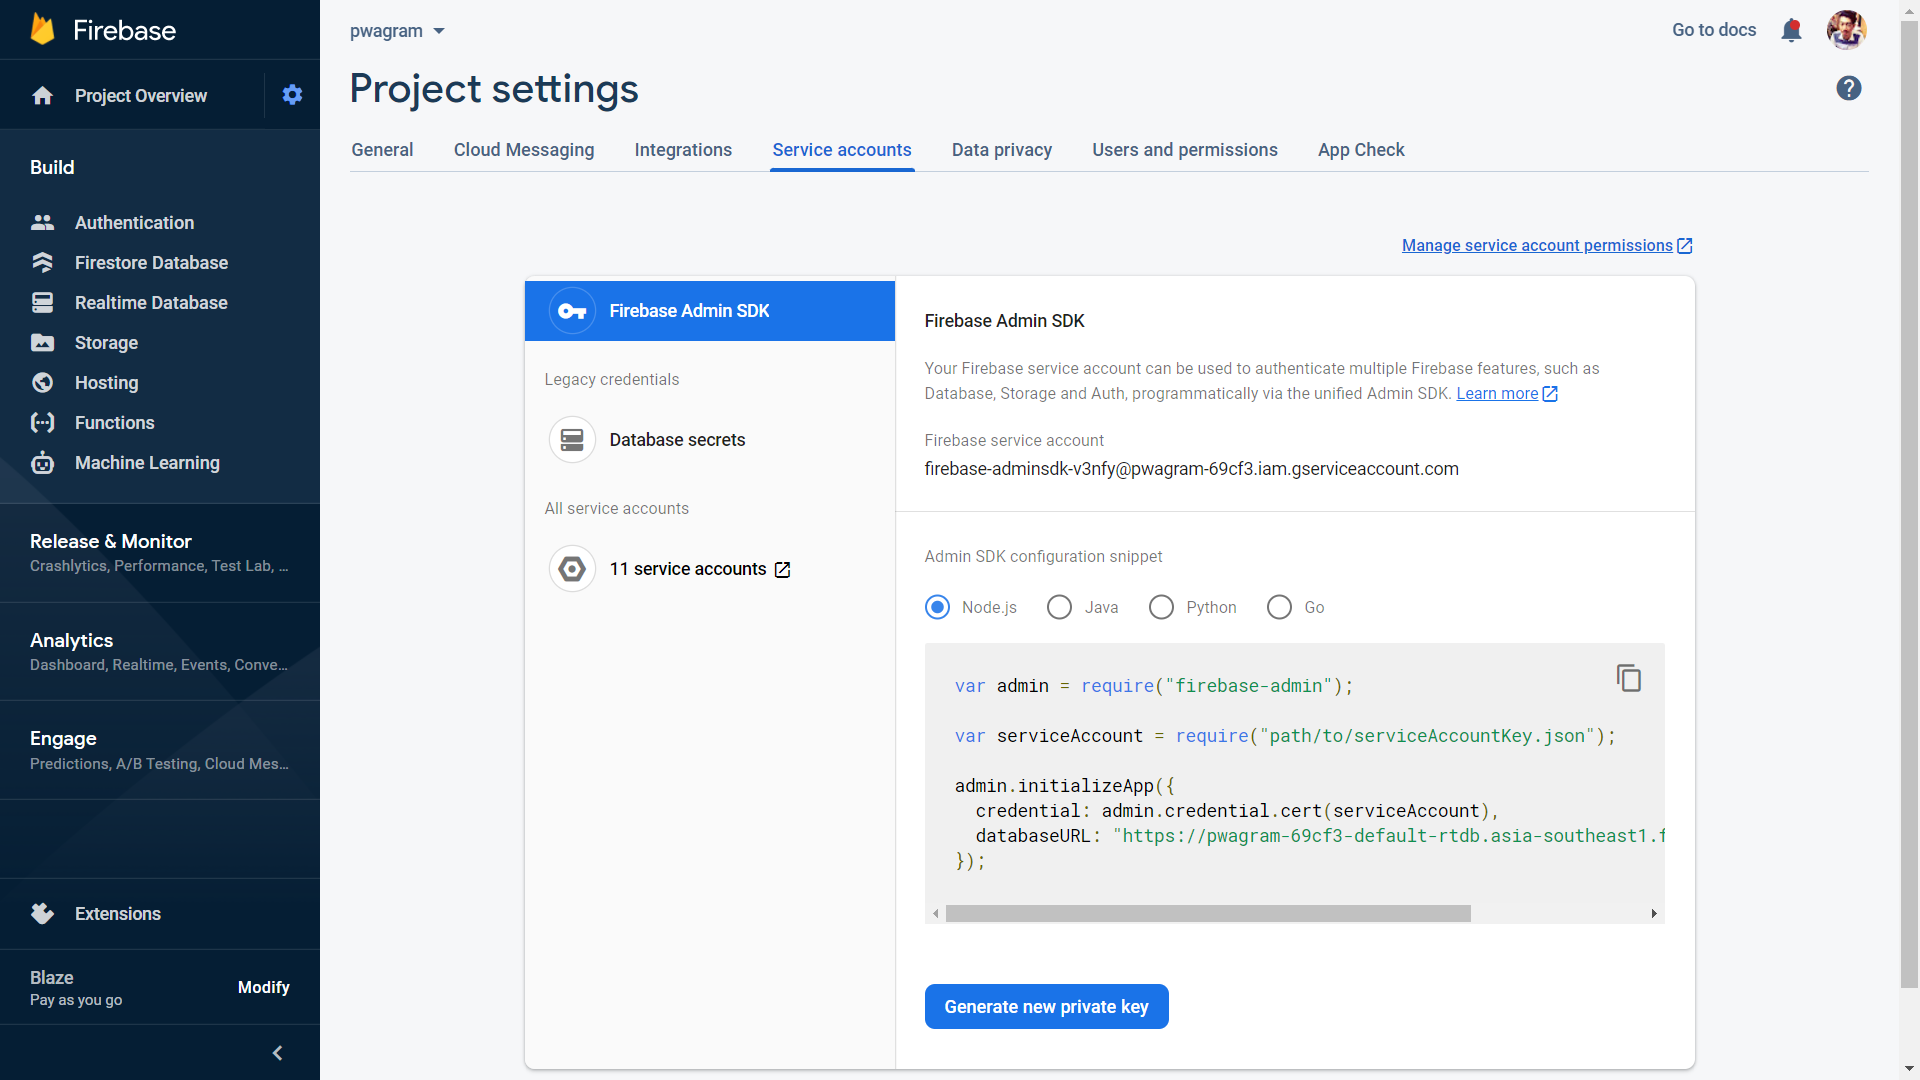 Firebase
Project Overview
Build
Authentication
Firestore Database
Realtime Database
Storage
Hosting
Functions
Machine Learning
Release & Monitor
Crashlytics, Performance, Test Lab, ...
Analytics
Dashboard, Realtime, Events, Conve...
Engage
Predictions, A/B Testing, Cloud Mes...
Extensions
Blaze
Pay as you go
Modify
pwagram
Go to docs
Project settings
?
General Cloud Messaging Integrations Service accounts Data privacy Users and permissions App Check
Manage service account permissions
Firebase Admin SDK
Legacy credentials
Database secrets
All service accounts
11 service accounts
Firebase Admin SDK
Your Firebase service account can be used to authenticate multiple Firebase features, such as
Database, Storage and Auth, programmatically via the unified Admin SDK. Learn more
Firebase service account
firebase-adminsdk-v3nfy@pwagram-69cf3.iam.gserviceaccount.com
Admin SDK configuration snippet
Node.js Java Python Go
var admin = require("firebase-admin");
var serviceAccount = require("path/to/serviceAccountKey.json");
admin.initializeApp({
credential: admin.credential.cert(serviceAccount),
databaseURL: "https://pwagram-69cf3-default-rtdb.asia-southeast1.f
});
Generate new private key